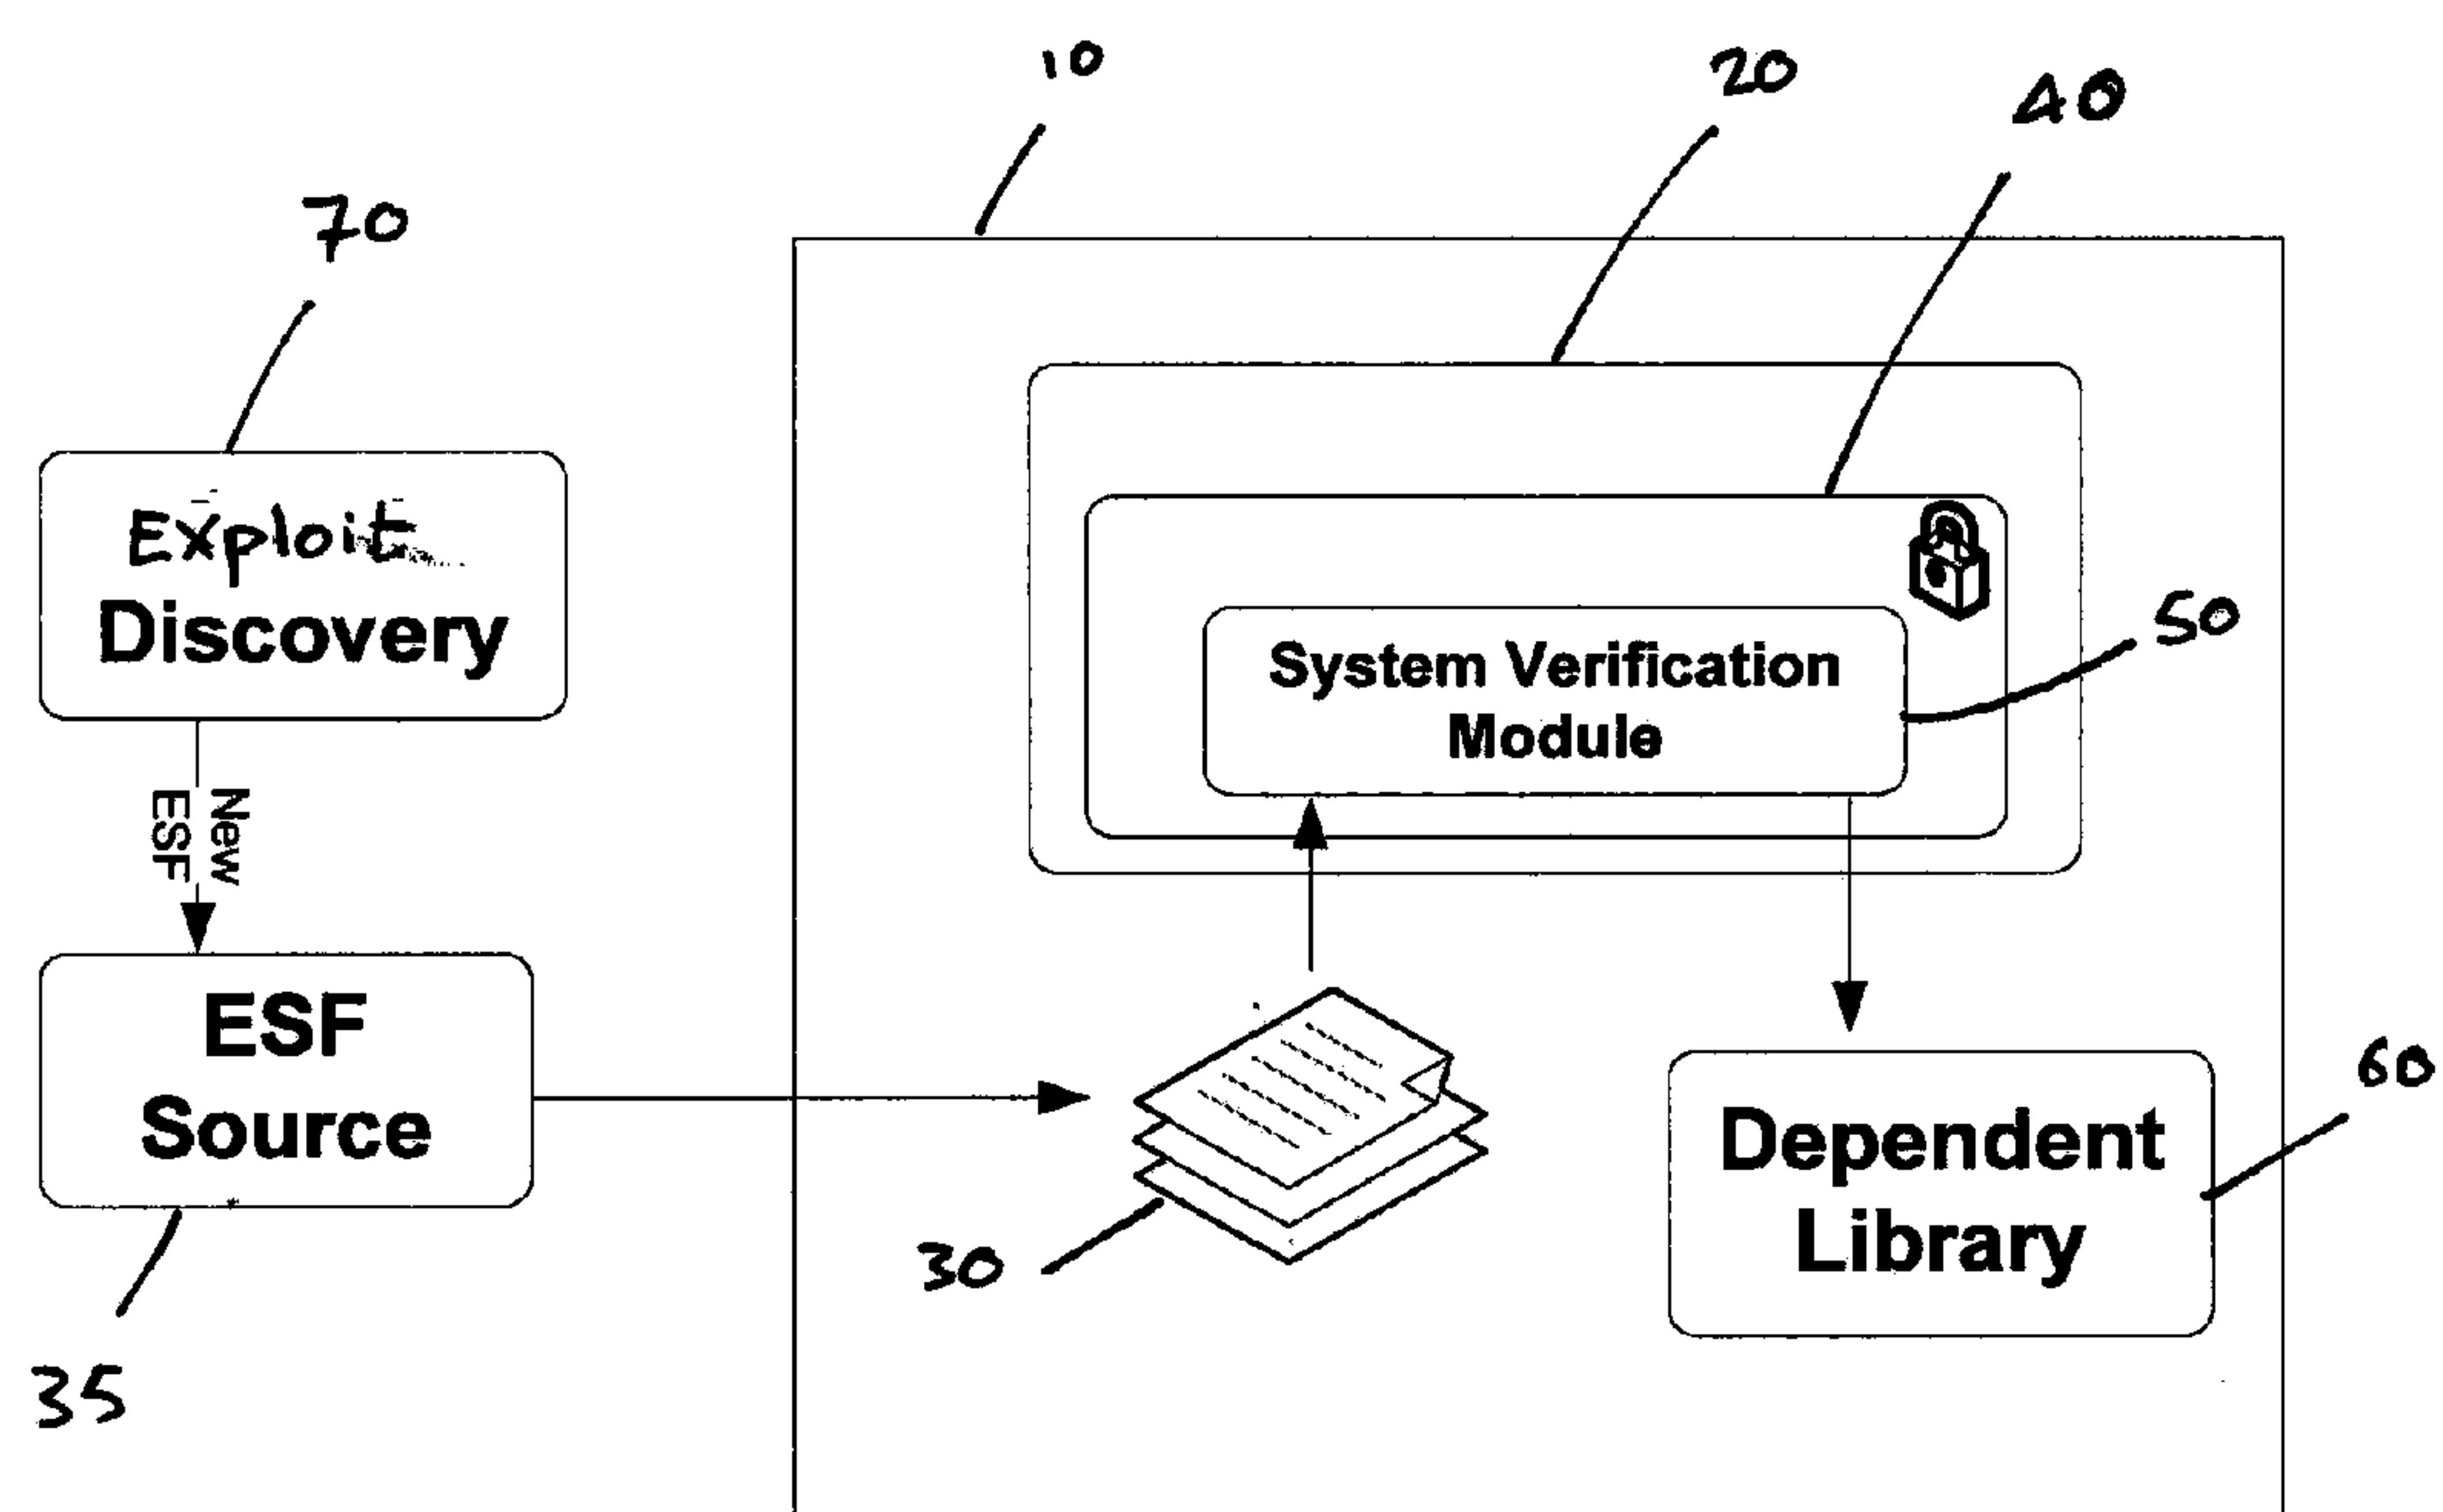 10
20
40
70
Exploit
Discovery
50
System Verification
Module
New
ESF
ESF
Source
60
Dependent
Library
30
35